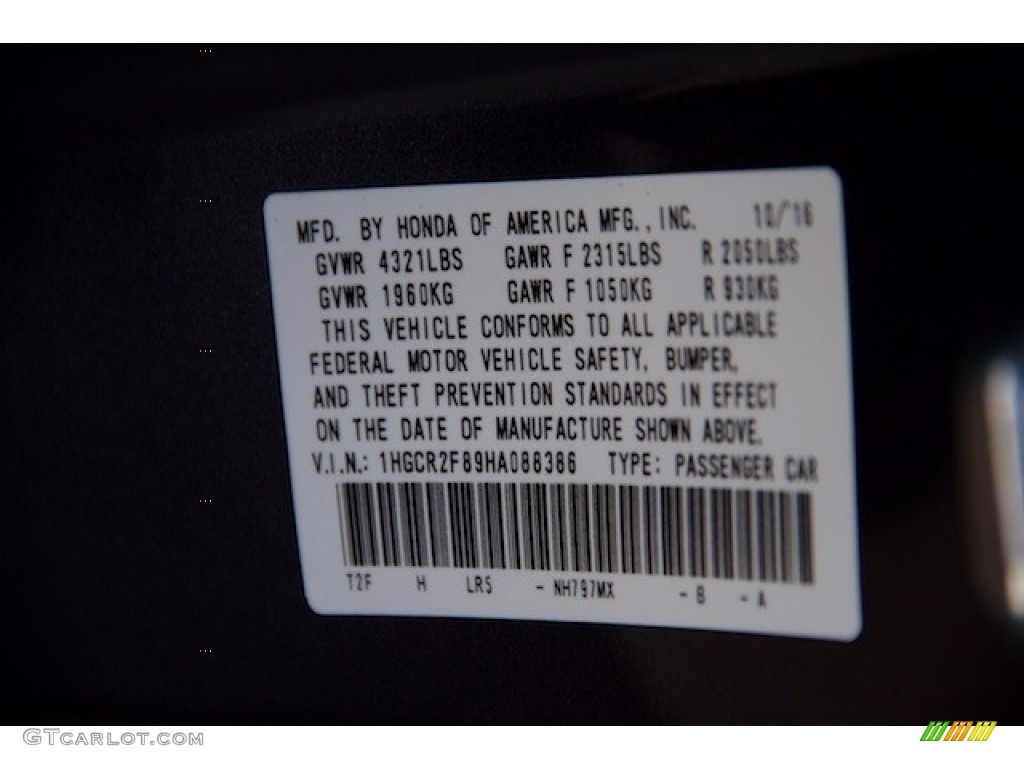 MFD. BY HONDA OF AMERICA MFG., INC. 10/16
GVWR 4321LBS GAWR F 2315LBS R 2050LBS
GVWR 1960KG GAWR F 1050KG R 930KG
THIS VEHICLE CONFORMS TO ALL APPLICABLE
FEDERAL MOTOR VEHICLE SAFETY, BUMPER,
AND THEFT PREVENTION STANDARDS IN EFFECT
ON THE DATE OF MANUFACTURE SHOWN ABOVE.
V.I.N.: 1HGCR2F89HA088386 TYPE: PASSENGER CAR
T2F H LR5 - NH797MX - B - A
GTCARLOT.COM